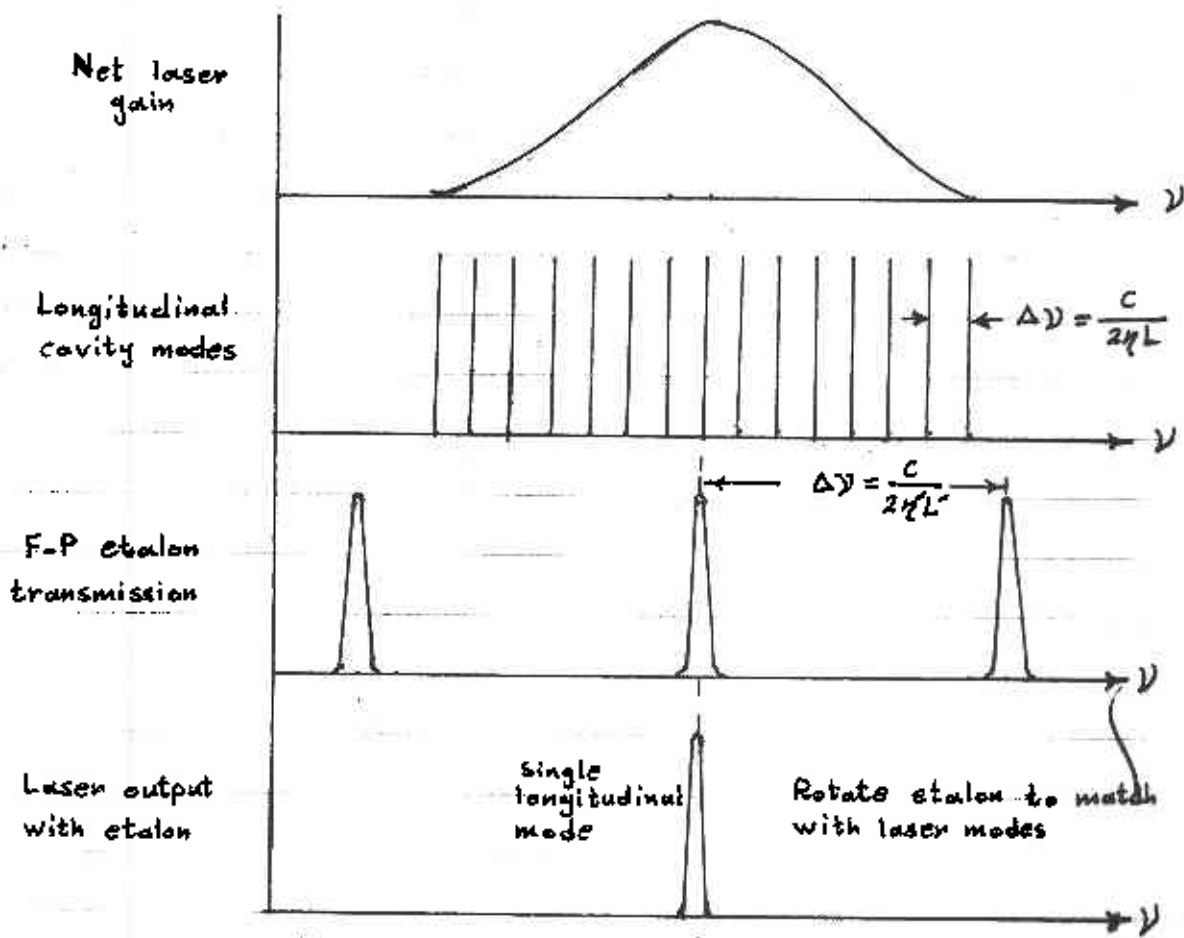 Net laser
gain
ν
Longitudinal
cavity modes
Δν = c / 2ηL
ν
F-P etalon
transmission
Δν = c / 2η′L′
ν
Laser output
with etalon
single
longitudinal
mode
Rotate etalon to match
with laser modes
ν